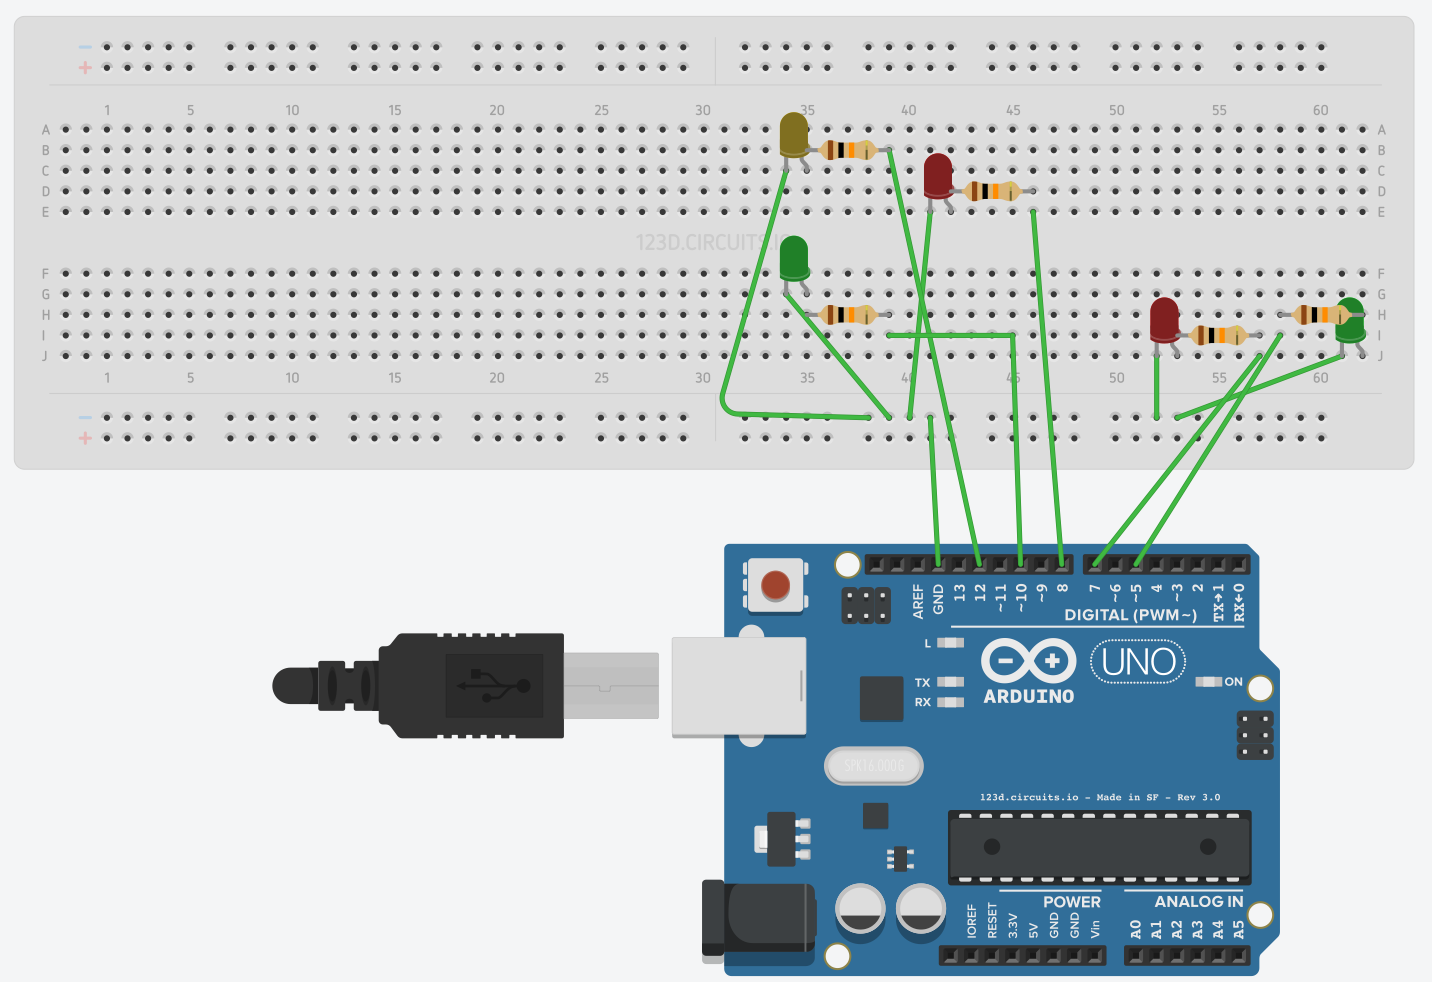 − −
+ +
1 5 10 15 20 25 30 35 40 45 50 55 60
A A
B B
C C
D D
E E
123D.CIRCUITS.IO
F F
G G
H H
I I
J J
1 5 10 15 20 25 30 35 40 45 50 55 60
−
+
AREF GND 13 12 ~11 ~10 ~9 8 7 ~6 ~5 4 ~3 2 TX→1 RX←0
DIGITAL (PWM~)
L
TX
RX
UNO
ARDUINO
ON
SPK16.000G
123d.circuits.io - Made in SF - Rev 3.0
POWER ANALOG IN
IOREF RESET 3.3V 5V GND GND Vin A0 A1 A2 A3 A4 A5